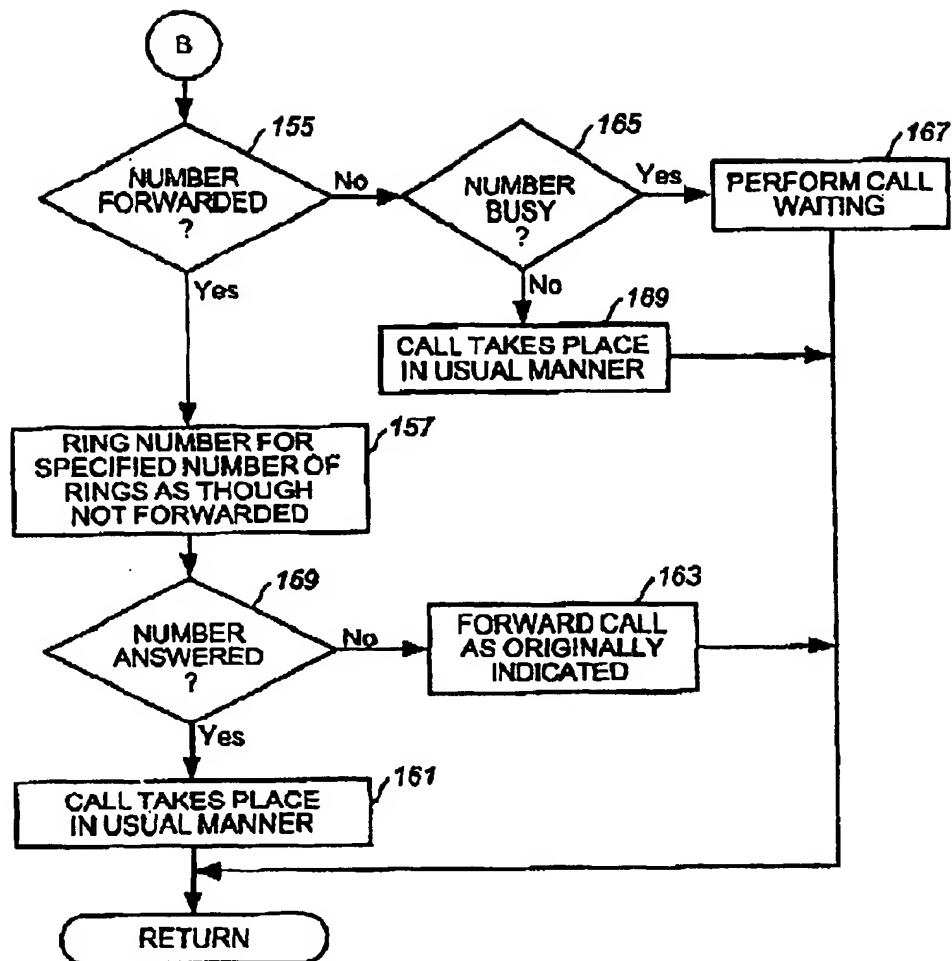 B
155
NUMBER
FORWARDED
?
No
Yes
165
NUMBER
BUSY
?
Yes
No
167
PERFORM CALL
WAITING
169
CALL TAKES PLACE
IN USUAL MANNER
157
RING NUMBER FOR
SPECIFIED NUMBER OF
RINGS AS THOUGH
NOT FORWARDED
169
NUMBER
ANSWERED
?
No
Yes
163
FORWARD CALL
AS ORIGINALLY
INDICATED
161
CALL TAKES PLACE
IN USUAL MANNER
RETURN